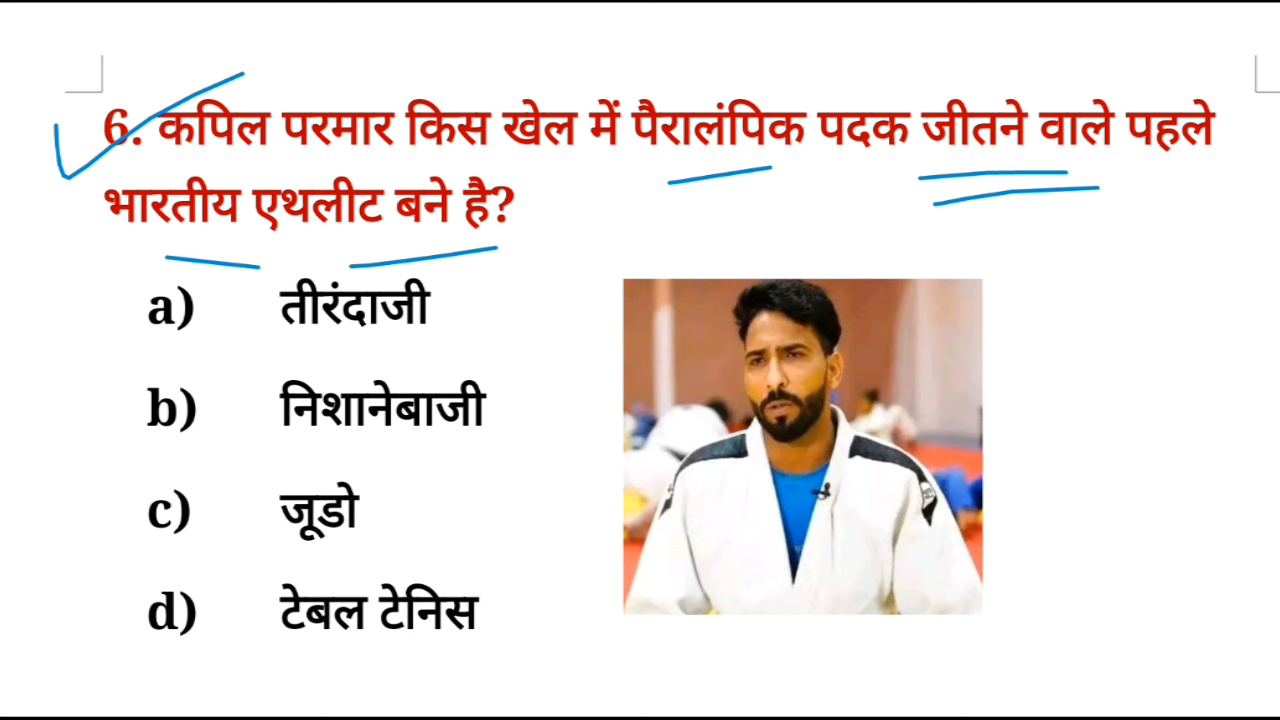 6. कपिल परमार किस खेल में पैरालंपिक पदक जीतने वाले पहले
भारतीय एथलीट बने है?
a) तीरंदाजी
b) निशानेबाजी
c) जूडो
d) टेबल टेनिस